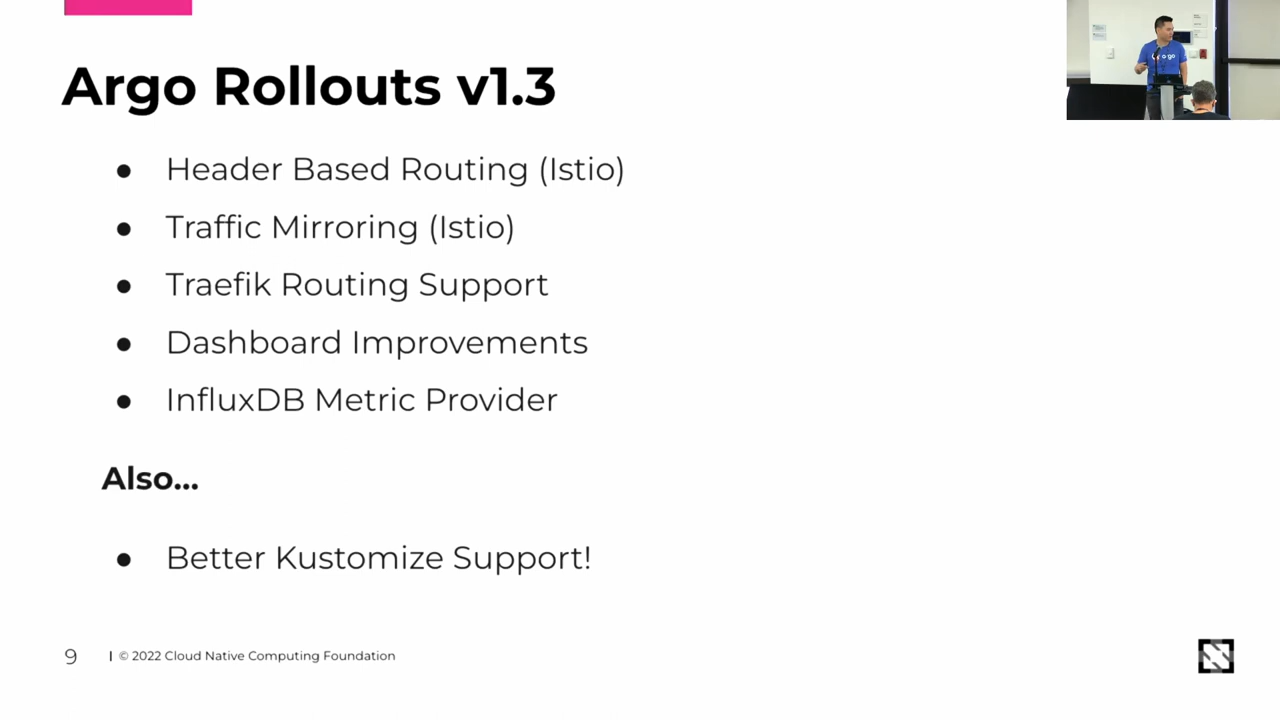 Argo Rollouts v1.3
● Header Based Routing (Istio)
● Traffic Mirroring (Istio)
● Traefik Routing Support
● Dashboard Improvements
● InfluxDB Metric Provider
Also...
● Better Kustomize Support!
9 | © 2022 Cloud Native Computing Foundation